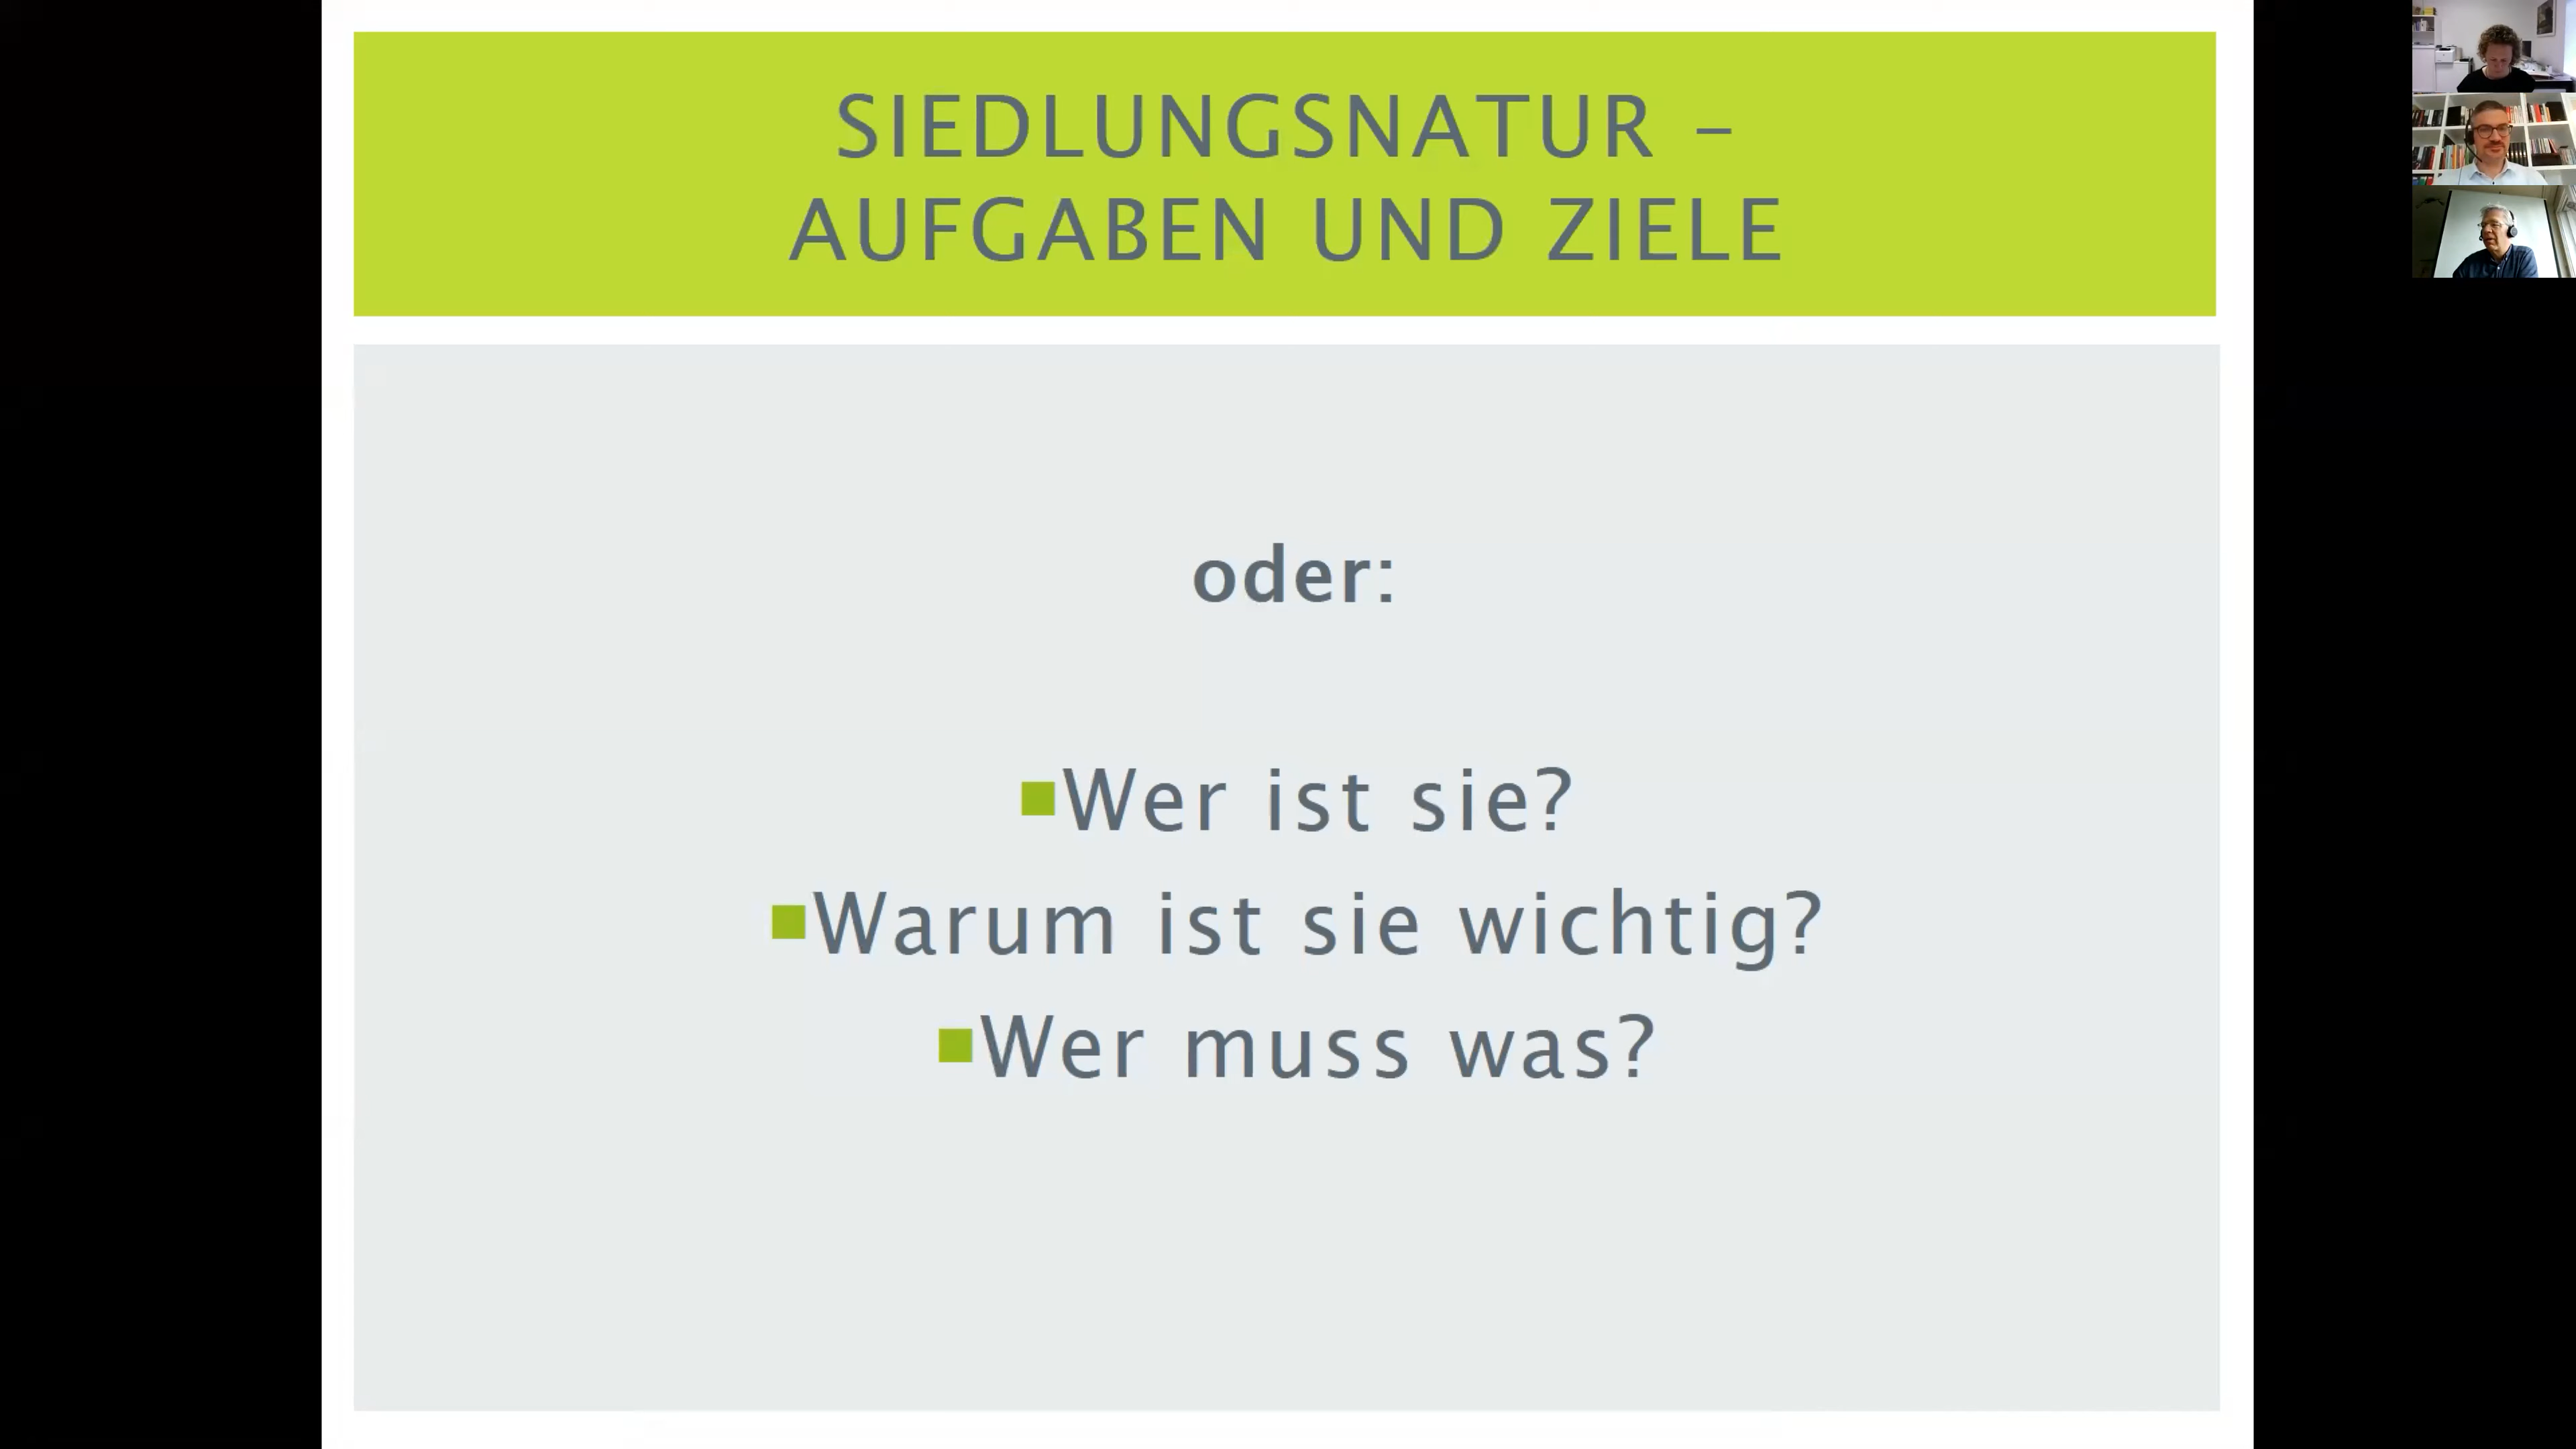 SIEDLUNGSNATUR –
AUFGABEN UND ZIELE
oder:
Wer ist sie?
Warum ist sie wichtig?
Wer muss was?